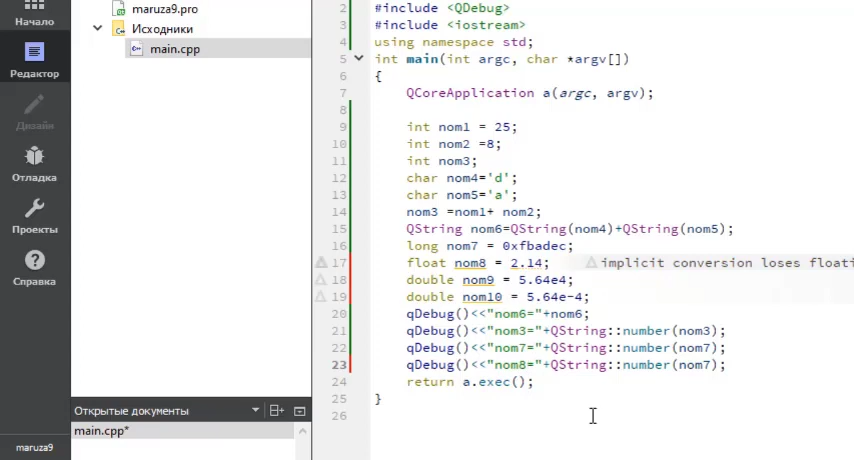 Начало
Редактор
Дизайн
Отладка
Проекты
Справка
maruza9
maruza9.pro
Исходники
main.cpp
Открытые документы
main.cpp*
2 #include <QDebug>
3 #include <iostream>
4 using namespace std;
5 int main(int argc, char *argv[])
6 {
7 QCoreApplication a(argc, argv);
8
9 int nom1 = 25;
10 int nom2 =8;
11 int nom3;
12 char nom4='d';
13 char nom5='a';
14 nom3 =nom1+ nom2;
15 QString nom6=QString(nom4)+QString(nom5);
16 long nom7 = 0xfbadec;
17 float nom8 = 2.14; implicit conversion loses floati
18 double nom9 = 5.64e4;
19 double nom10 = 5.64e-4;
20 qDebug()<<"nom6="+nom6;
21 qDebug()<<"nom3="+QString::number(nom3);
22 qDebug()<<"nom7="+QString::number(nom7);
23 qDebug()<<"nom8="+QString::number(nom7);
24 return a.exec();
25 }
26